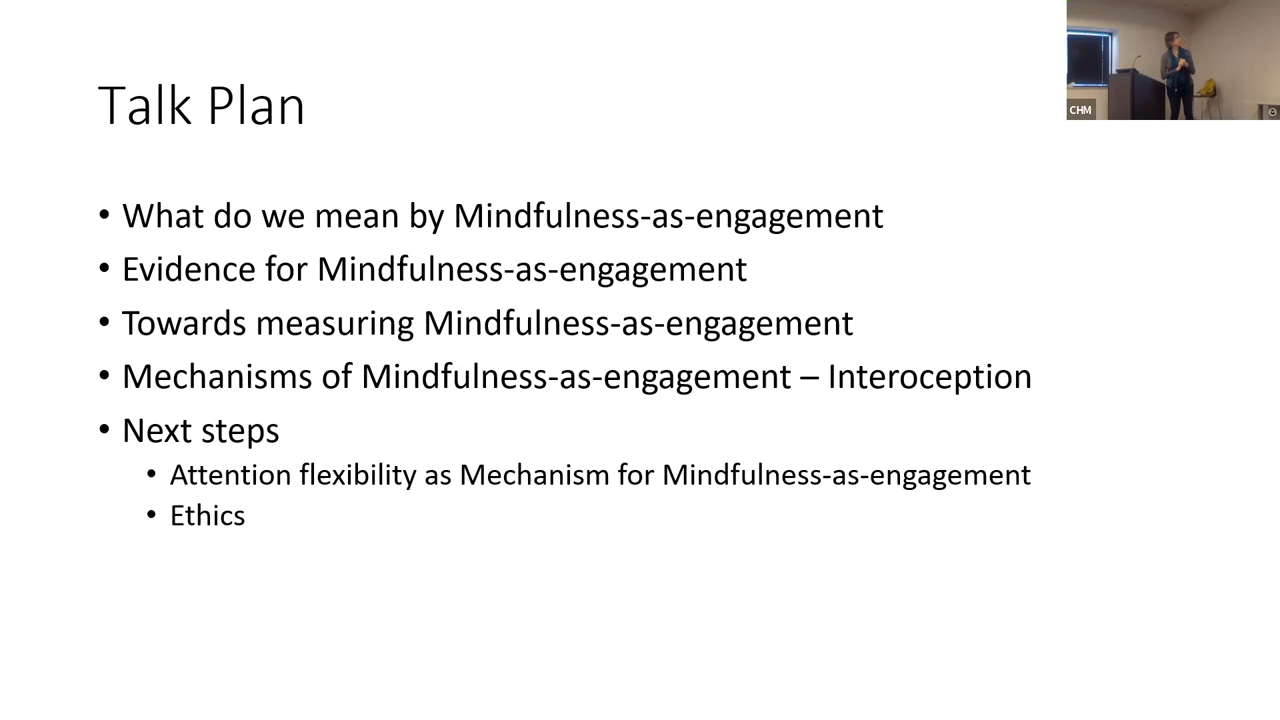 Talk Plan
CHM
• What do we mean by Mindfulness-as-engagement
• Evidence for Mindfulness-as-engagement
• Towards measuring Mindfulness-as-engagement
• Mechanisms of Mindfulness-as-engagement – Interoception
• Next steps
• Attention flexibility as Mechanism for Mindfulness-as-engagement
• Ethics